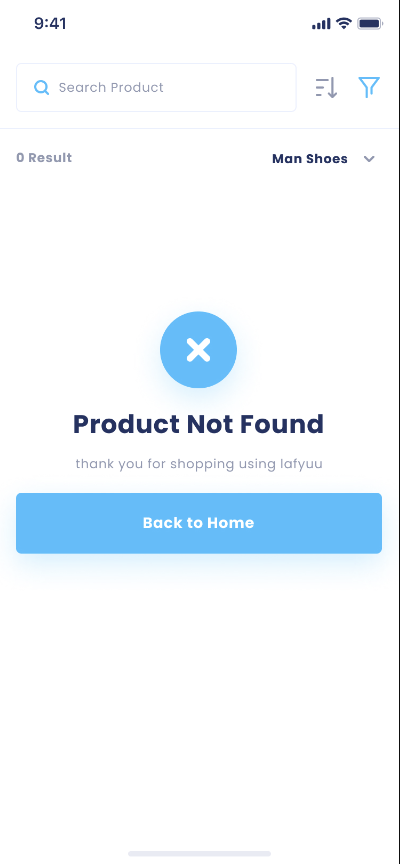 9:41
Search Product
0 Result
Man Shoes
Product Not Found
thank you for shopping using lafyuu
Back to Home